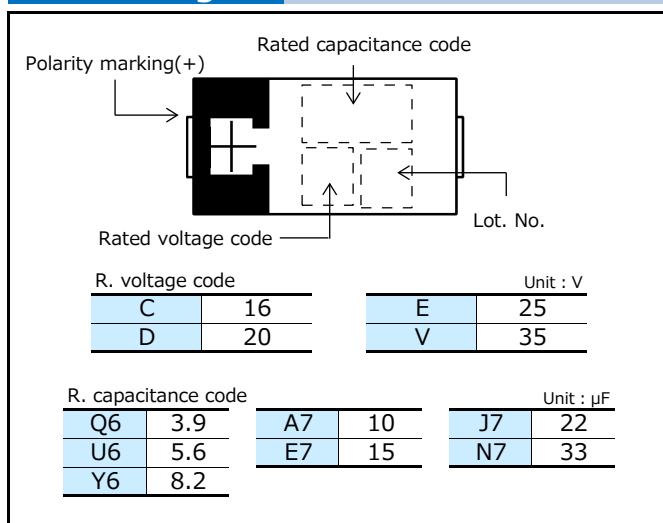 Rated capacitance code
Polarity marking(+)
Lot. No.
Rated voltage code
R. voltage code
Unit : V
C 16 E 25
D 20 V 35
R. capacitance code
Unit : µF
Q6 3.9 A7 10 J7 22
U6 5.6 E7 15 N7 33
Y6 8.2